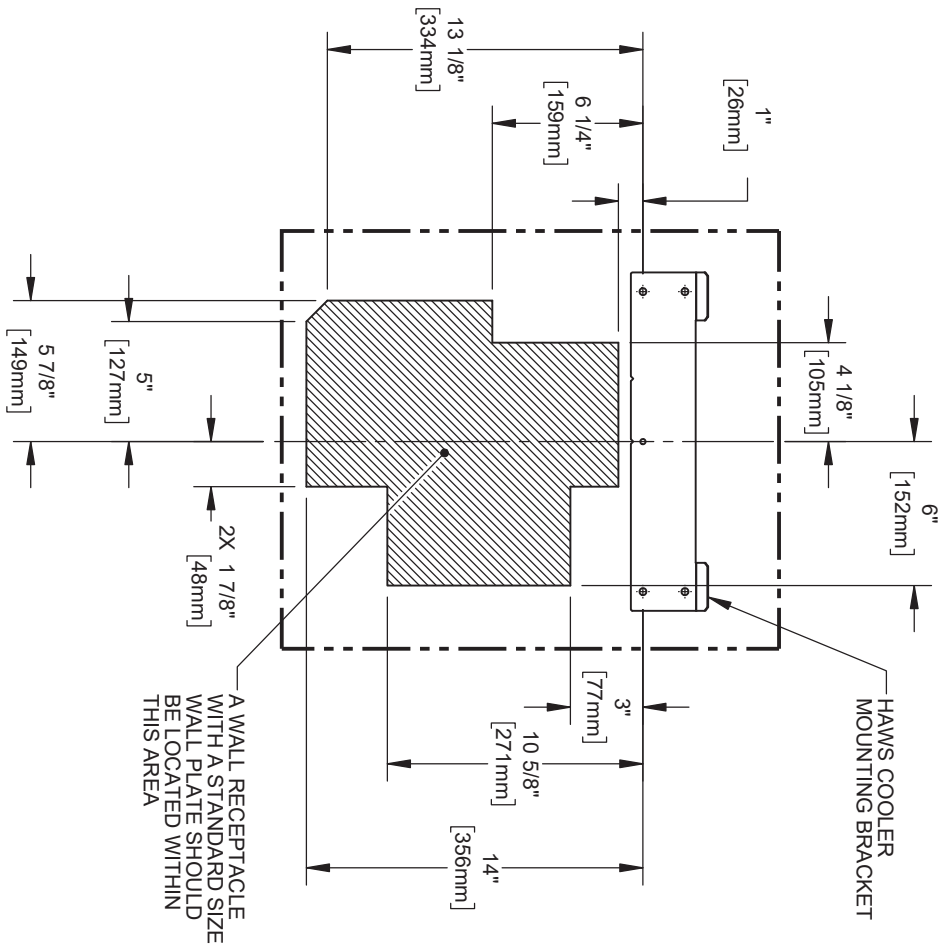 HAWS COOLER
MOUNTING BRACKET
6"
[152mm]
4 1/8"
[105mm]
1"
[26mm]
6 1/4"
[159mm]
13 1/8"
[334mm]
3"
[77mm]
10 5/8"
[271mm]
14"
[356mm]
2X 1 7/8"
[48mm]
5"
[127mm]
5 7/8"
[149mm]
A WALL RECEPTACLE
WITH A STANDARD SIZE
WALL PLATE SHOULD
BE LOCATED WITHIN
THIS AREA